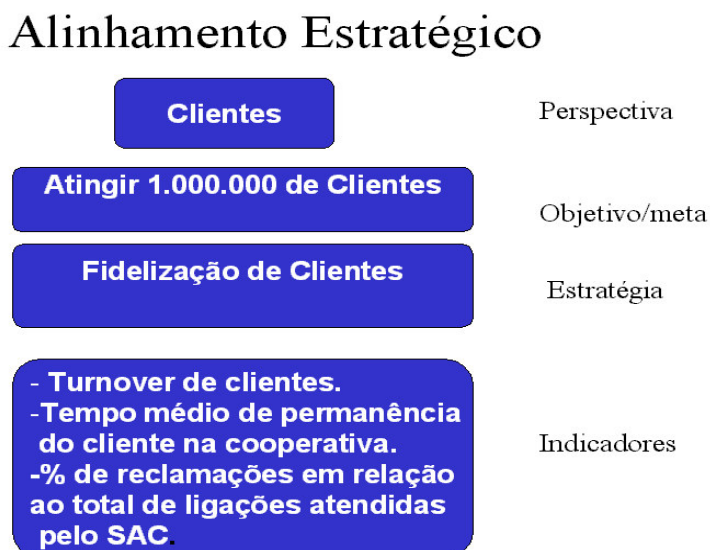 Alinhamento Estratégico
Clientes
Perspectiva
Atingir 1.000.000 de Clientes
Objetivo/meta
Fidelização de Clientes
Estratégia
- Turnover de clientes.
-Tempo médio de permanência
do cliente na cooperativa.
-% de reclamações em relação
ao total de ligações atendidas
pelo SAC.
Indicadores